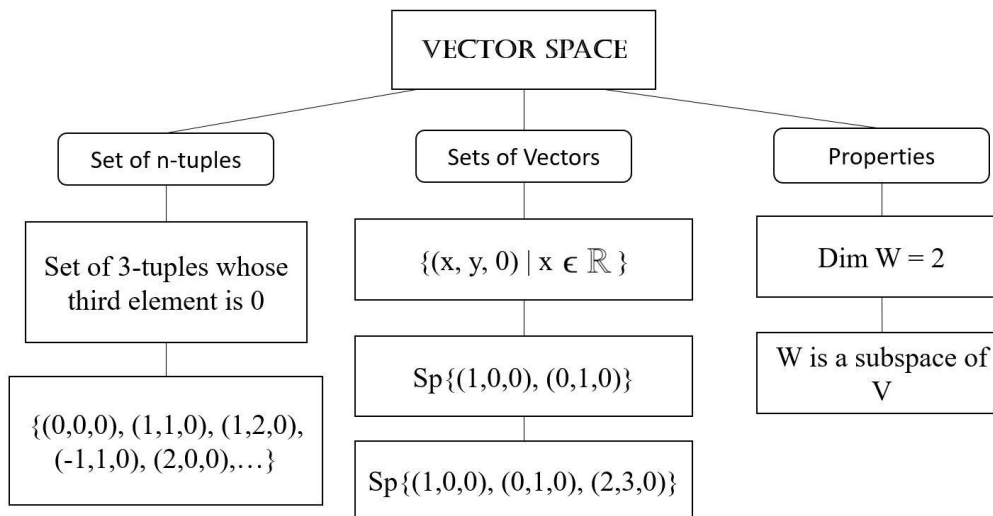 VECTOR SPACE
Set of n-tuples
Set of 3-tuples whose
third element is 0
{(0,0,0), (1,1,0), (1,2,0),
(-1,1,0), (2,0,0),…}
Sets of Vectors
{(x, y, 0) | x ϵ ℝ }
Sp{(1,0,0), (0,1,0)}
Sp{(1,0,0), (0,1,0), (2,3,0)}
Properties
Dim W = 2
W is a subspace of
V